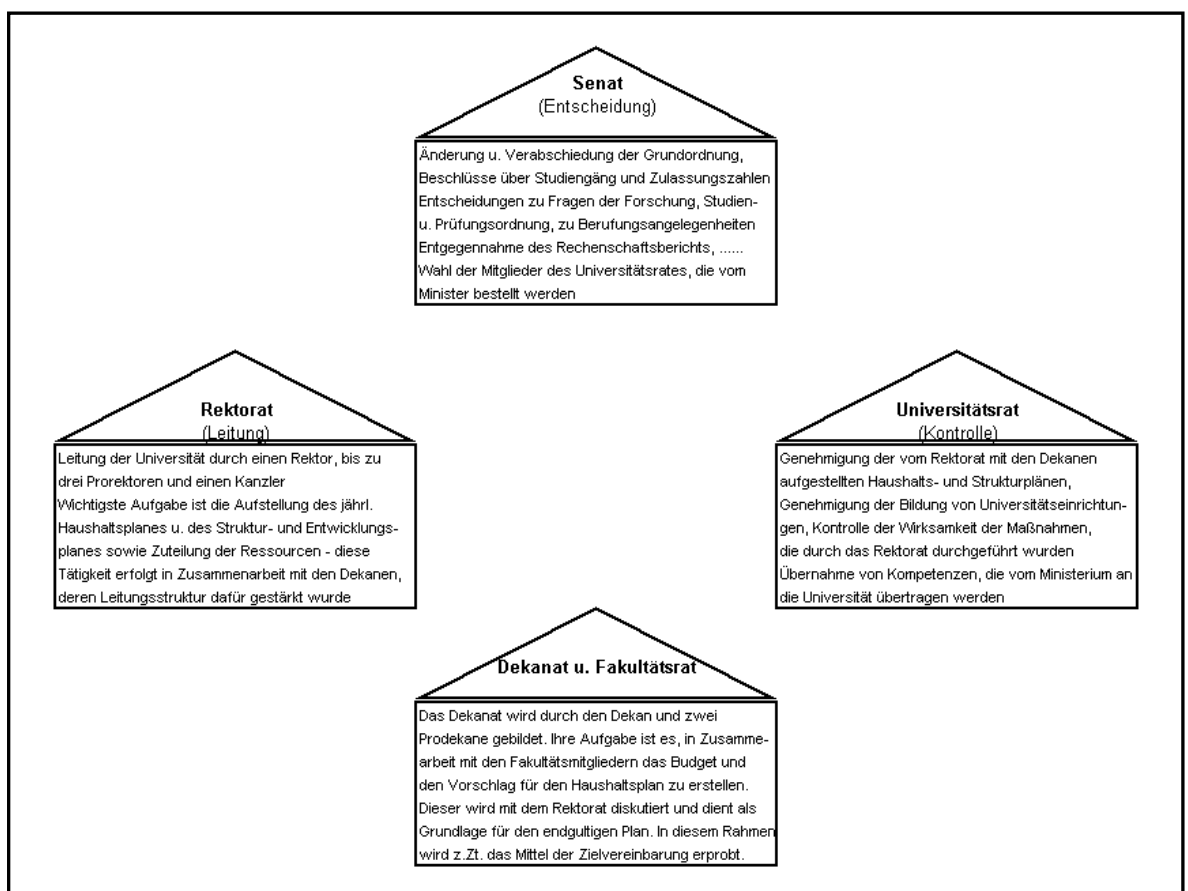 Senat
(Entscheidung)
Änderung u. Verabschiedung der Grundordnung,
Beschlüsse über Studiengäng und Zulassungszahlen
Entscheidungen zu Fragen der Forschung, Studien-
u. Prüfungsordnung, zu Berufungsangelegenheiten
Entgegennahme des Rechenschaftsberichts, ......
Wahl der Mitglieder des Universitätsrates, die vom
Minister bestellt werden
Rektorat
(Leitung)
Leitung der Universität durch einen Rektor, bis zu
drei Prorektoren und einen Kanzler
Wichtigste Aufgabe ist die Aufstellung des jährl.
Haushaltsplanes u. des Struktur- und Entwicklungs-
planes sowie Zuteilung der Ressourcen - diese
Tätigkeit erfolgt in Zusammenarbeit mit den Dekanen,
deren Leitungsstruktur dafür gestärkt wurde
Universitätsrat
(Kontrolle)
Genehmigung der vom Rektorat mit den Dekanen
aufgestellten Haushalts- und Strukturplänen,
Genehmigung der Bildung von Universitätseinrichtun-
gen, Kontrolle der Wirksamkeit der Maßnahmen,
die durch das Rektorat durchgeführt wurden
Übernahme von Kompetenzen, die vom Ministerium an
die Universität übertragen werden
Dekanat u. Fakultätsrat
Das Dekanat wird durch den Dekan und zwei
Prodekane gebildet. Ihre Aufgabe ist es, in Zusamme-
arbeit mit den Fakultätsmitgliedern das Budget und
den Vorschlag für den Haushaltsplan zu erstellen.
Dieser wird mit dem Rektorat diskutiert und dient als
Grundlage für den endgultigen Plan. In diesem Rahmen
wird z.Zt. das Mittel der Zielvereinbarung erprobt.